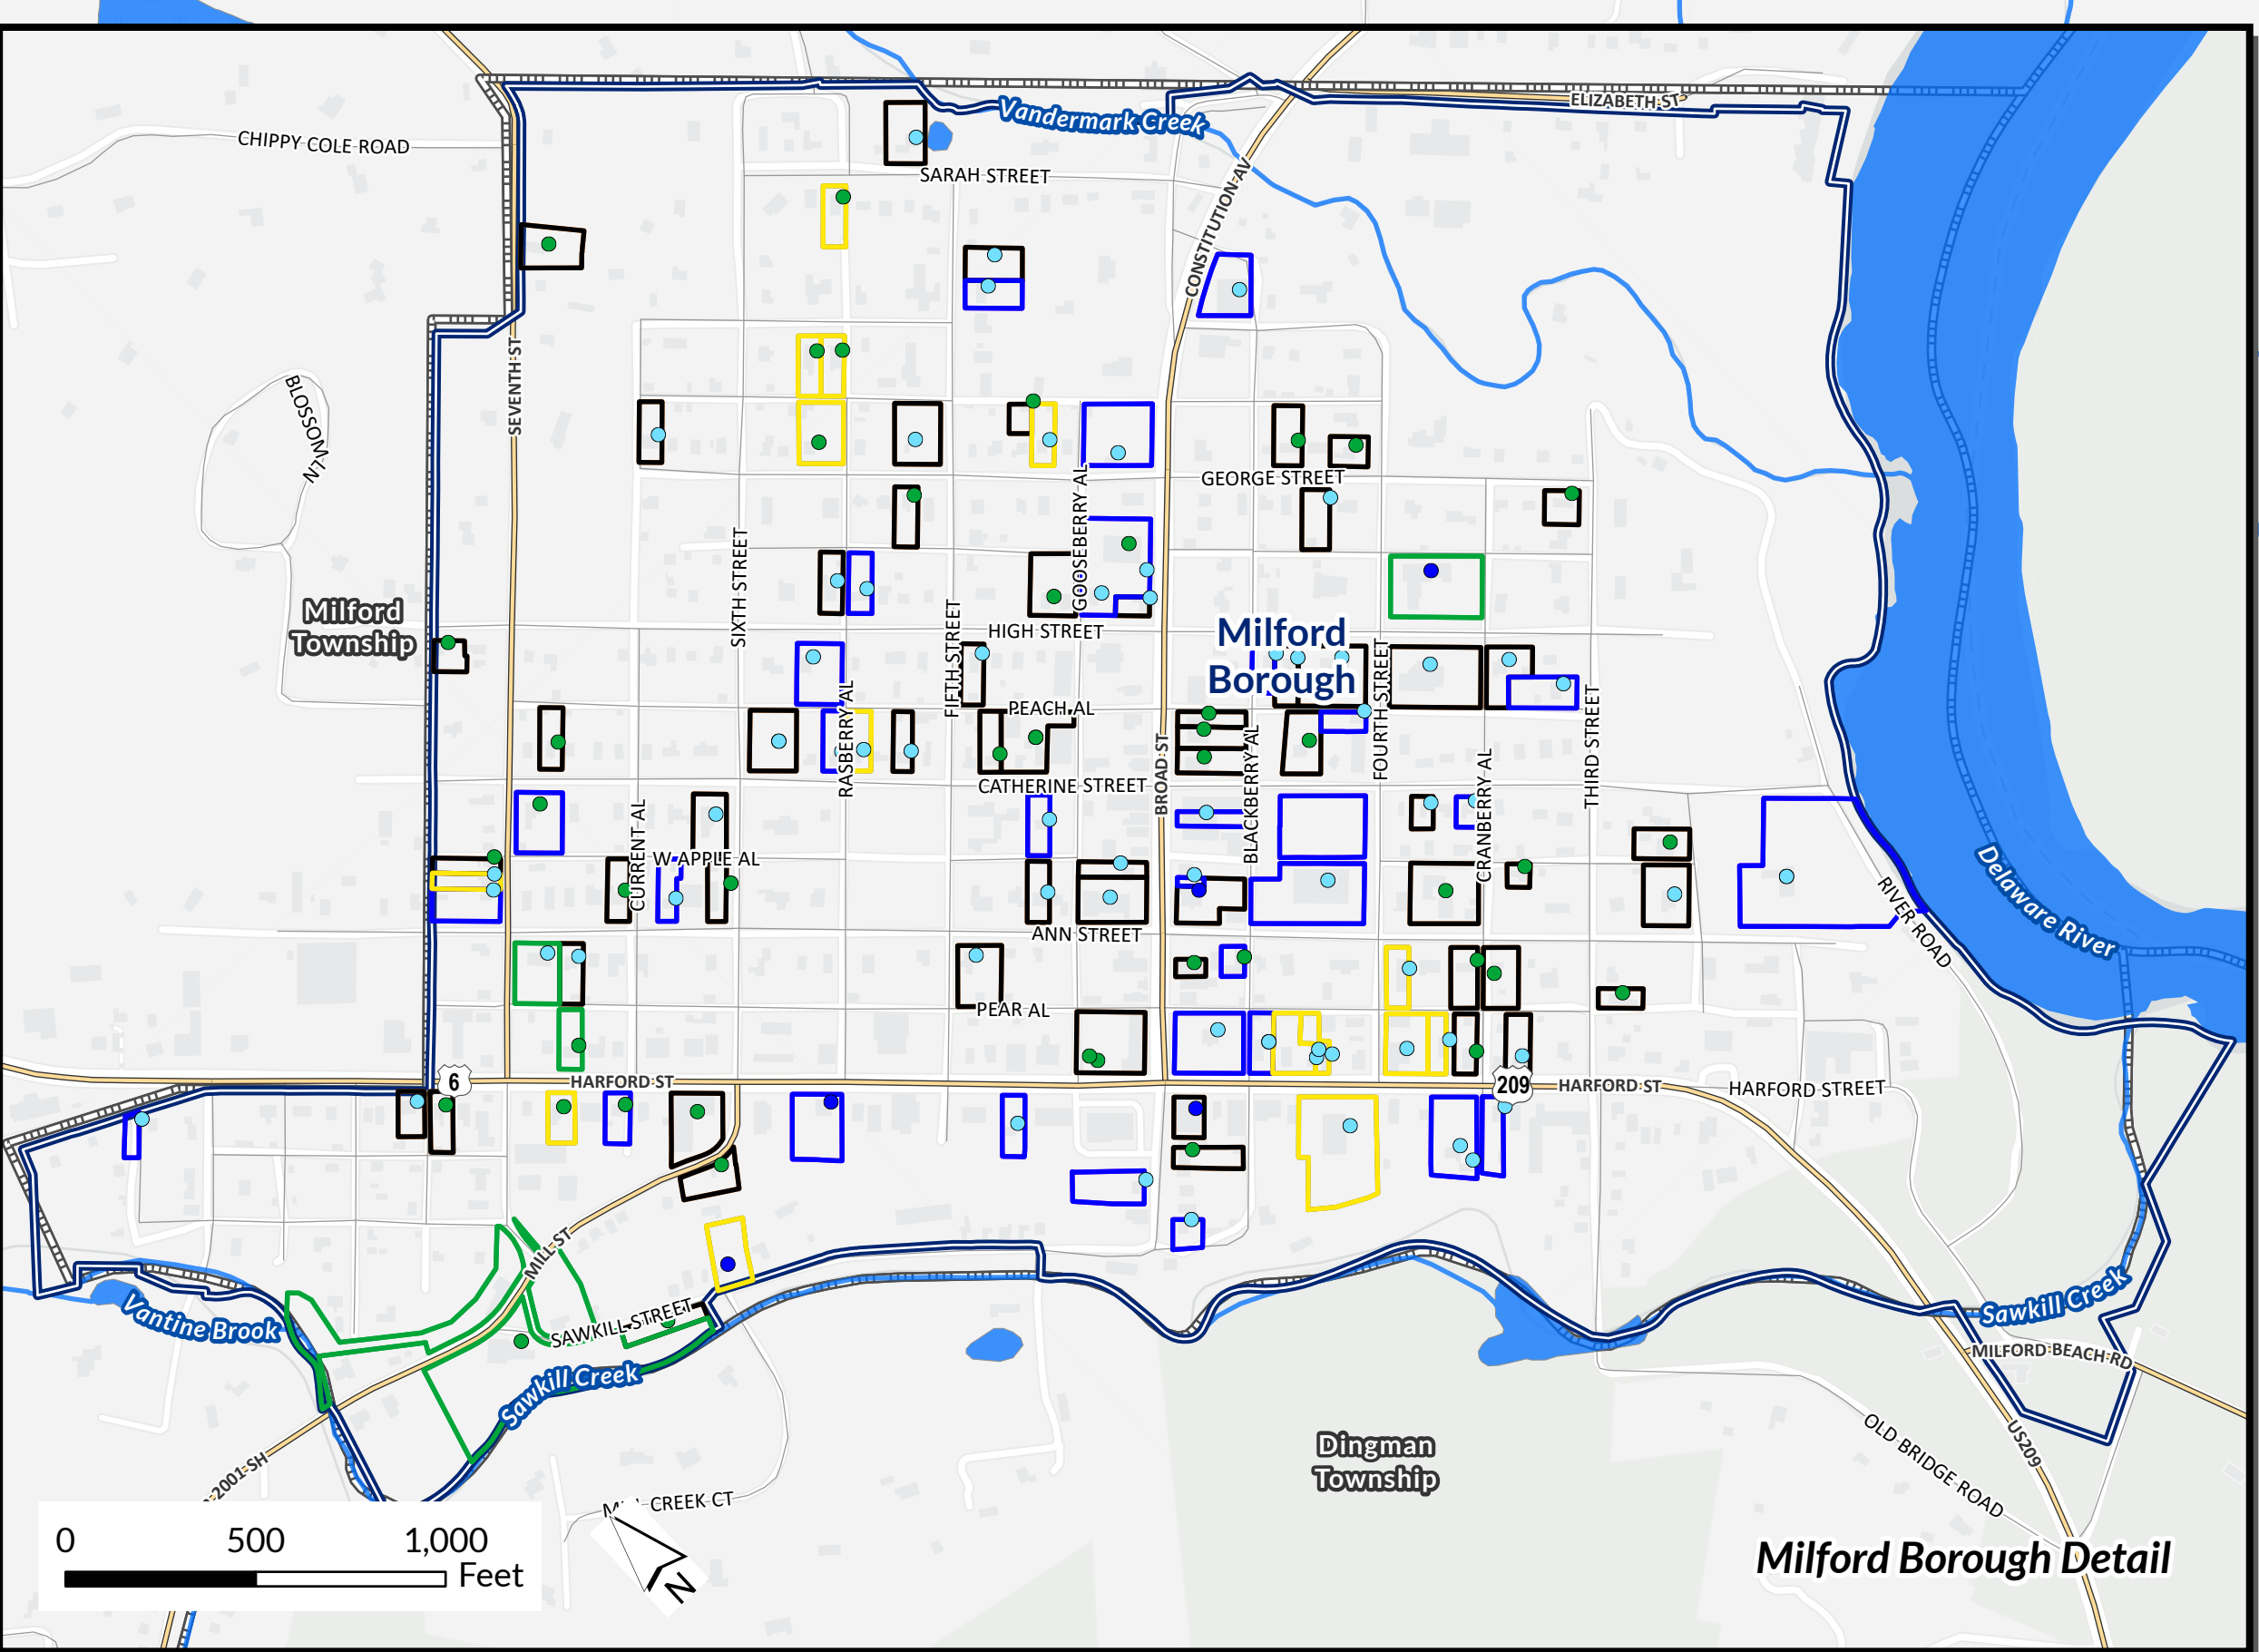 ELIZABETH ST
Vandermark Creek
CHIPPY COLE ROAD
SARAH STREET
CONSTITUTION AV
SEVENTH ST
BLOSSOM
LN
GEORGE STREET
GOOSEBERRY AL
SIXTH STREET
Milford
Township
FIFTH STREET
HIGH STREET
Milford
Borough
FOURTH STREET
RASBERRY AL
PEACH AL
THIRD STREET
BROAD ST
BLACKBERRY AL
CRANBERRY AL
CATHERINE STREET
CURRENT AL
W APPLE AL
Delaware River
RIVER ROAD
ANN STREET
PEAR AL
6
HARFORD ST
209
HARFORD ST
HARFORD STREET
MILL ST
Vantine Brook
SAWKILL STREET
Sawkill Creek
Sawkill Creek
MILFORD BEACH RD
Dingman
Township
OLD BRIDGE ROAD
US209
2001 SH
CREEK CT
0 500 1,000
Feet
N
Milford Borough Detail